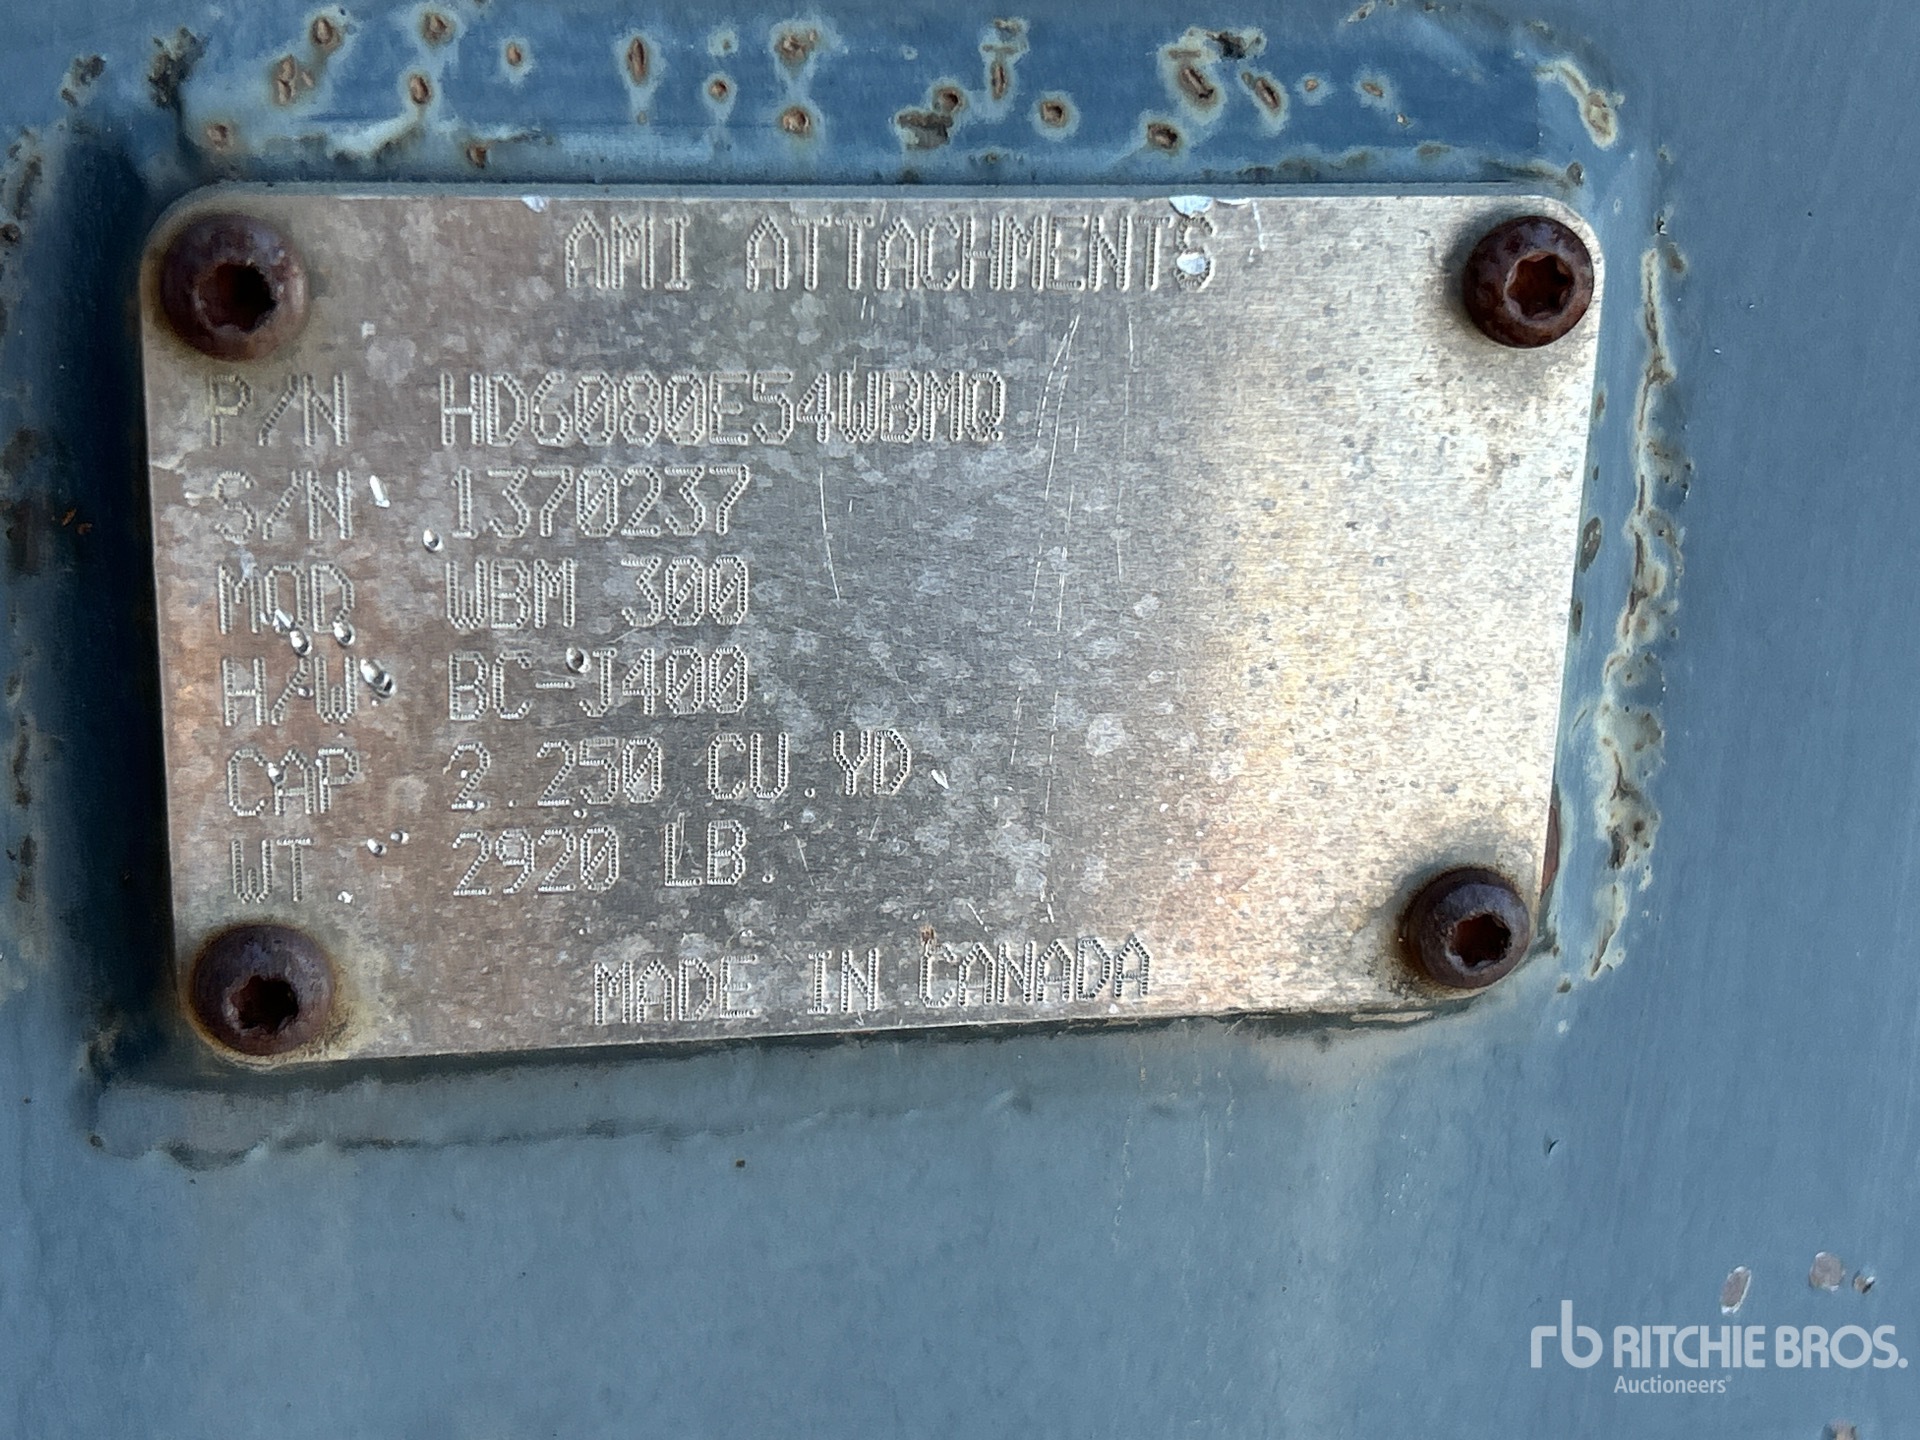 AMI ATTACHMENTS
P/N HD6080E54WBMQ
S/N 1370237
MOD WBM 300
H/W BC-J400
CAP 2.250 CU.YD.
WT. 2920 LB.
MADE IN CANADA
rb RITCHIE BROS.
Auctioneers